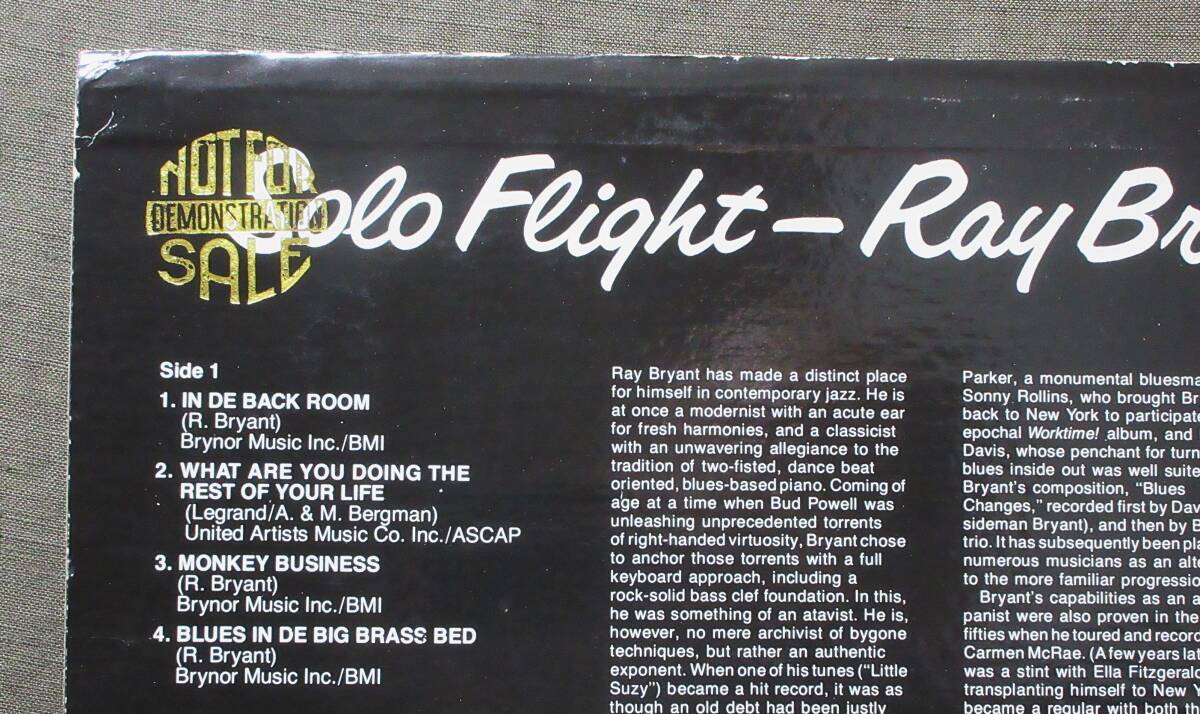 NOT FOR
DEMONSTRATION
SALE
Solo Flight – Ray
Side 1
1. IN DE BACK ROOM
(R. Bryant)
Brynor Music Inc./BMI
2. WHAT ARE YOU DOING THE
REST OF YOUR LIFE
(Legrand/A. & M. Bergman)
United Artists Music Co. Inc./ASCAP
3. MONKEY BUSINESS
(R. Bryant)
Brynor Music Inc./BMI
4. BLUES IN DE BIG BRASS BED
(R. Bryant)
Brynor Music Inc./BMI
Ray Bryant has made a distinct place
for himself in contemporary jazz. He is
at once a modernist with an acute ear
for fresh harmonies, and a classicist
with an unwavering allegiance to the
tradition of two-fisted, dance beat
oriented, blues-based piano. Coming of
age at a time when Bud Powell was
unleashing unprecedented torrents
of right-handed virtuosity, Bryant chose
to anchor those torrents with a full
keyboard approach, including a
rock-solid bass clef foundation. In this,
he was something of an atavist. He is,
however, no mere archivist of bygone
techniques, but rather an authentic
exponent. When one of his tunes (“Little
Suzy”) became a hit record, it was as
though an old debt had been justly
Parker, a monumental
Sonny Rollins, who brought
back to New York to participate
epochal Worktime! album, and
Davis, whose penchant for
blues inside out was well
Bryant's composition, “Blues
Changes,” recorded first by
sideman Bryant), and then by
trio. It has subsequently been
numerous musicians as an
to the more familiar
Bryant's capabilities as an
panist were also proven in the
fifties when he toured and
Carmen McRae. (A few years
was a stint with Ella
transplanting himself to New
became a regular with both